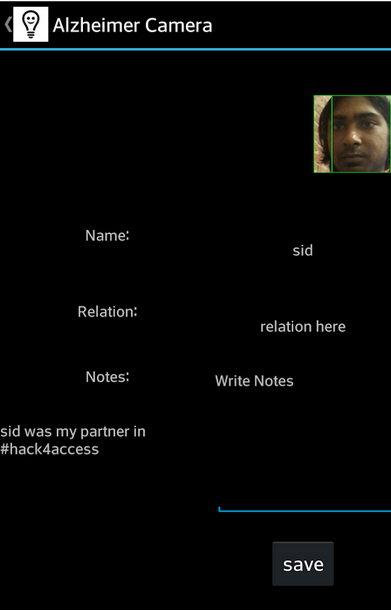 Alzheimer Camera
Name:
sid
Relation:
relation here
Notes:
Write Notes
sid was my partner in
#hack4access
save